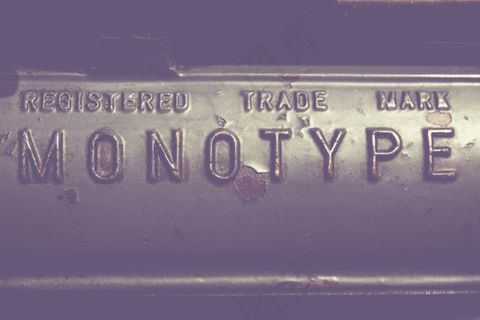 REGISTERED TRADE MARK
MONOTYPE